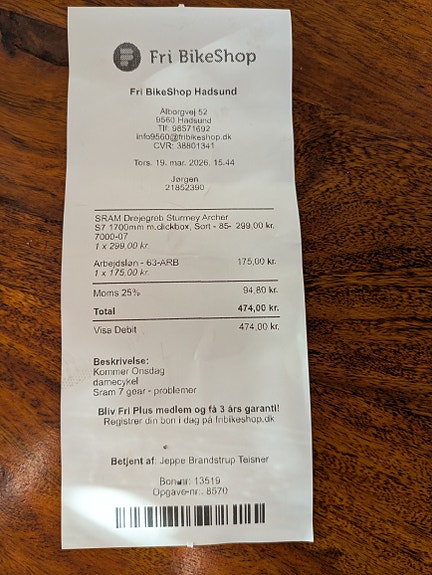 Fri BikeShop
Fri BikeShop Hadsund
Ålborgvej 52
9560 Hadsund
Tlf: 98571692
info9560@fribikeshop.dk
CVR: 38801341
Tors. 19. mar. 2026, 15.44
Jørgen
21852390
SRAM Drejegreb Sturmey Archer
S7 1700mm m.clickbox, Sort - 85- 299,00 kr.
7000-07
1 x 299,00 kr.
Arbejdsløn - 63-ARB 175,00 kr.
1 x 175,00 kr.
Moms 25% 94,80 kr.
Total 474,00 kr.
Visa Debit 474,00 kr.
Beskrivelse:
Kommer Onsdag
damecykel
Sram 7 gear - problemer
Bliv Fri Plus medlem og få 3 års garanti!
Registrer din bon i dag på fribikeshop.dk
Betjent af: Jeppe Brandstrup Teisner
Bon-nr: 13519
Opgave-nr.: 8570